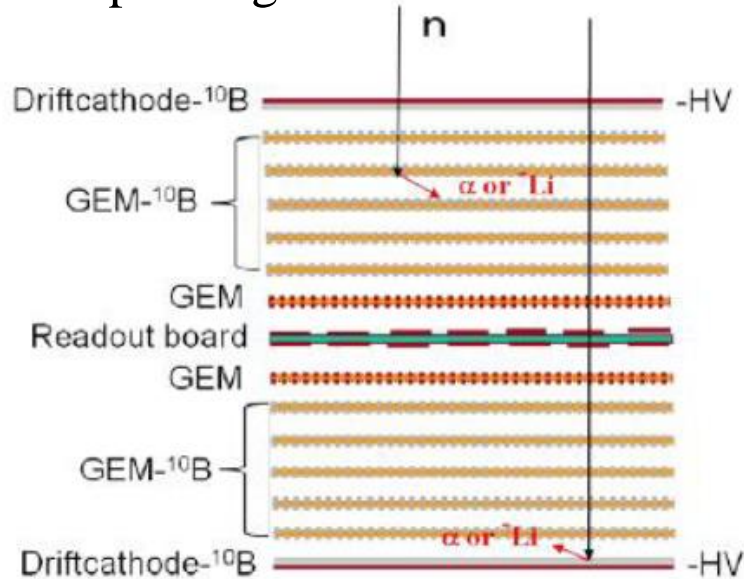 n
Driftcathode-¹⁰B -HV
α or ⁷Li
GEM-¹⁰B
GEM
Readout board
GEM
GEM-¹⁰B
α or ⁷Li
Driftcathode-¹⁰B -HV